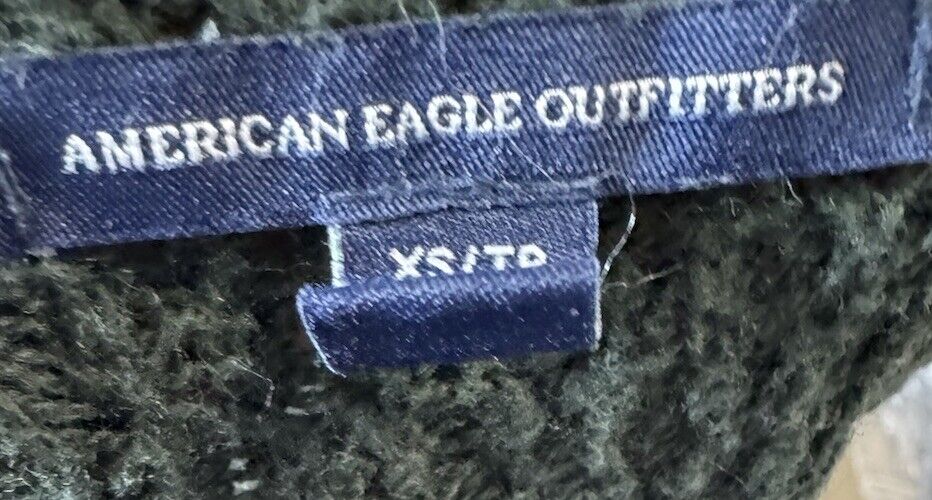 AMERICAN EAGLE OUTFITTERS
XS/TP